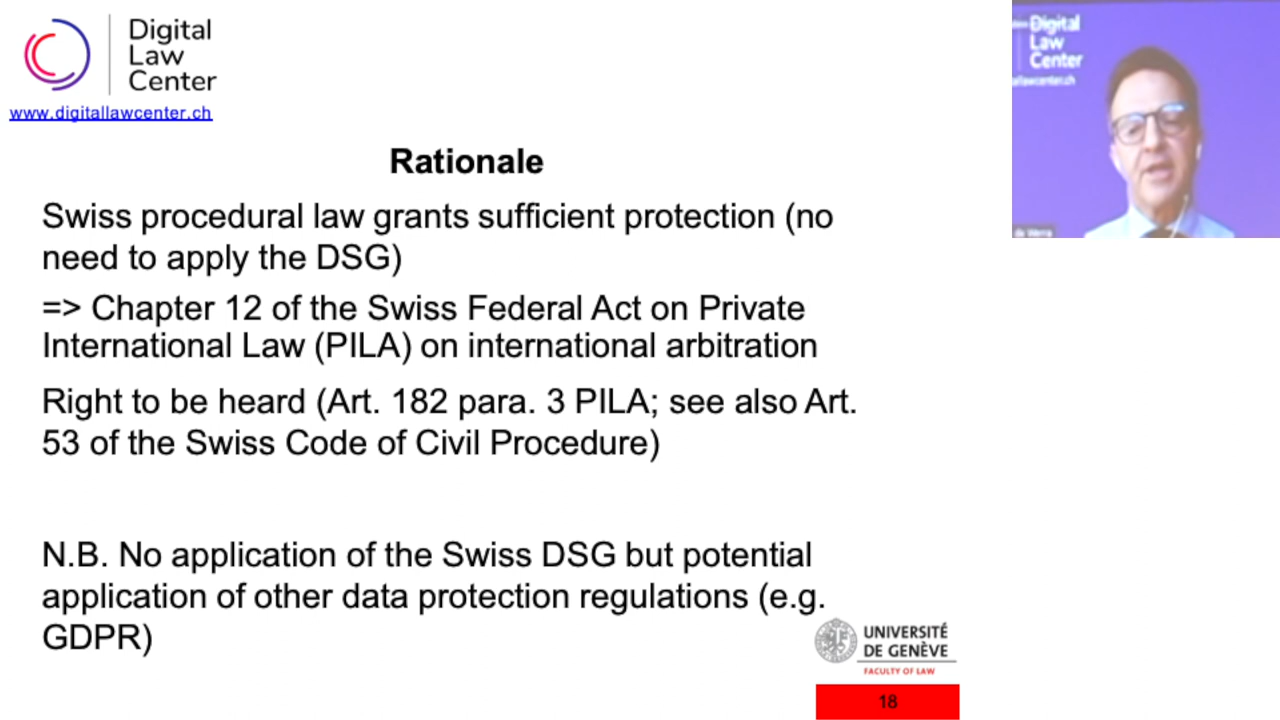 Digital
Law
Center
www.digitallawcenter.ch
Rationale
Swiss procedural law grants sufficient protection (no
need to apply the DSG)
=> Chapter 12 of the Swiss Federal Act on Private
International Law (PILA) on international arbitration
Right to be heard (Art. 182 para. 3 PILA; see also Art.
53 of the Swiss Code of Civil Procedure)
N.B. No application of the Swiss DSG but potential
application of other data protection regulations (e.g.
GDPR)
UNIVERSITÉ
DE GENÈVE
FACULTY OF LAW
18
Digital
Law
Center